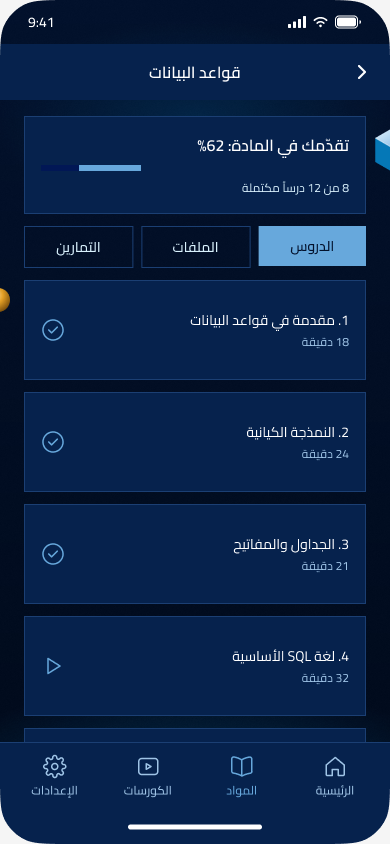 9:41
قواعد البيانات
تقدّمك في المادة: 62%
8 من 12 درساً مكتملة
الدروس
الملفات
التمارين
1. مقدمة في قواعد البيانات
18 دقيقة
2. النمذجة الكيانية
24 دقيقة
3. الجداول والمفاتيح
21 دقيقة
4. لغة SQL الأساسية
32 دقيقة
الرئيسية
المواد
الكورسات
الإعدادات